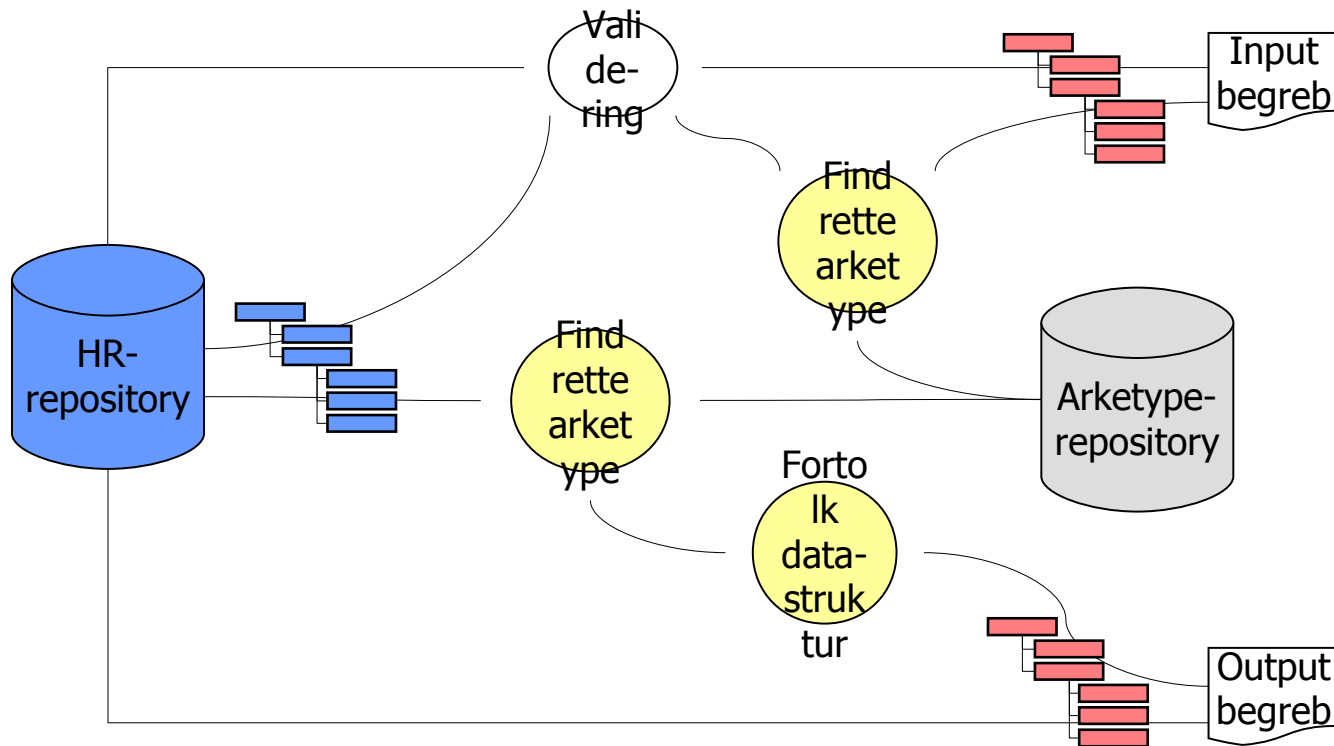 Vali
de-
ring
Input
begreb
Find
rette
arket
ype
HR-
repository
Find
rette
arket
ype
Arketype-
repository
Forto
lk
data-
struk
tur
Output
begreb